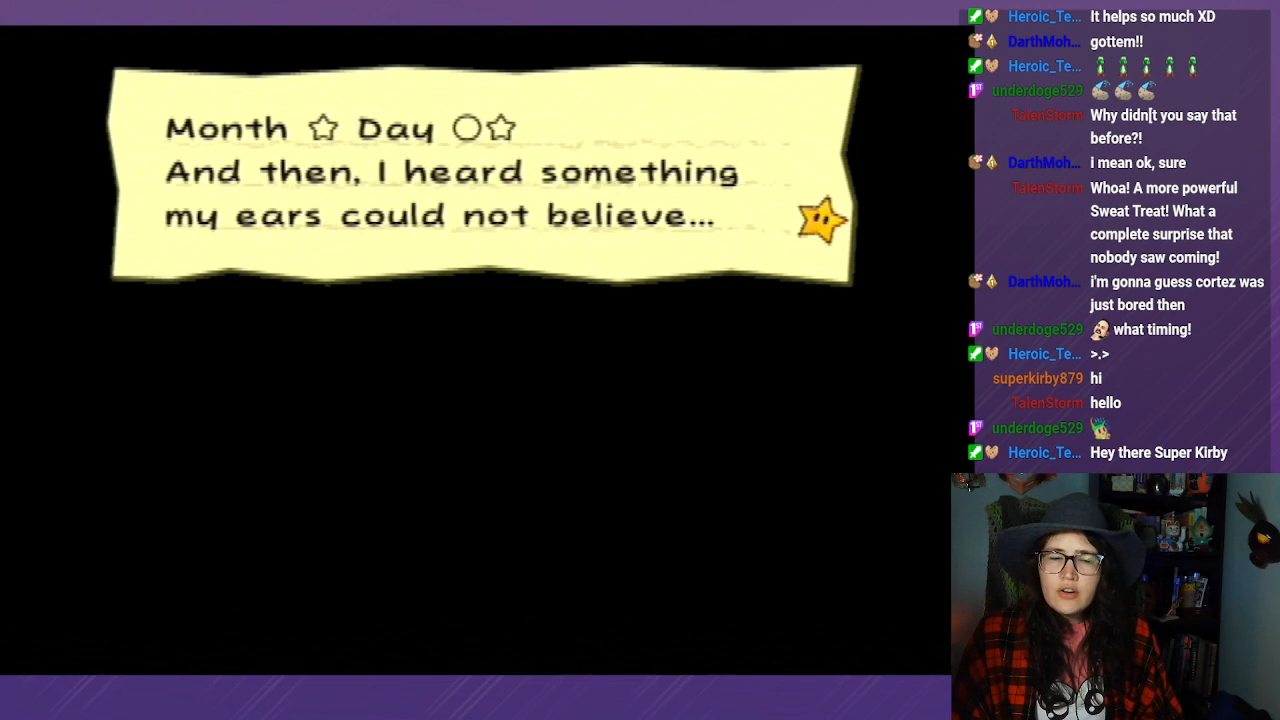 Month ☆ Day ○☆
And then, I heard something
my ears could not believe...
Heroic_Te... It helps so much XD
DarthMoh... gottem!!
Heroic_Te...
1ST underdoge529
TalenStorm Why didn[t you say that
before?!
DarthMoh... i mean ok, sure
TalenStorm Whoa! A more powerful
Sweat Treat! What a
complete surprise that
nobody saw coming!
DarthMoh... i'm gonna guess cortez was
just bored then
1ST underdoge529 what timing!
Heroic_Te... >.>
superkirby879 hi
TalenStorm hello
1ST underdoge529
Heroic_Te... Hey there Super Kirby